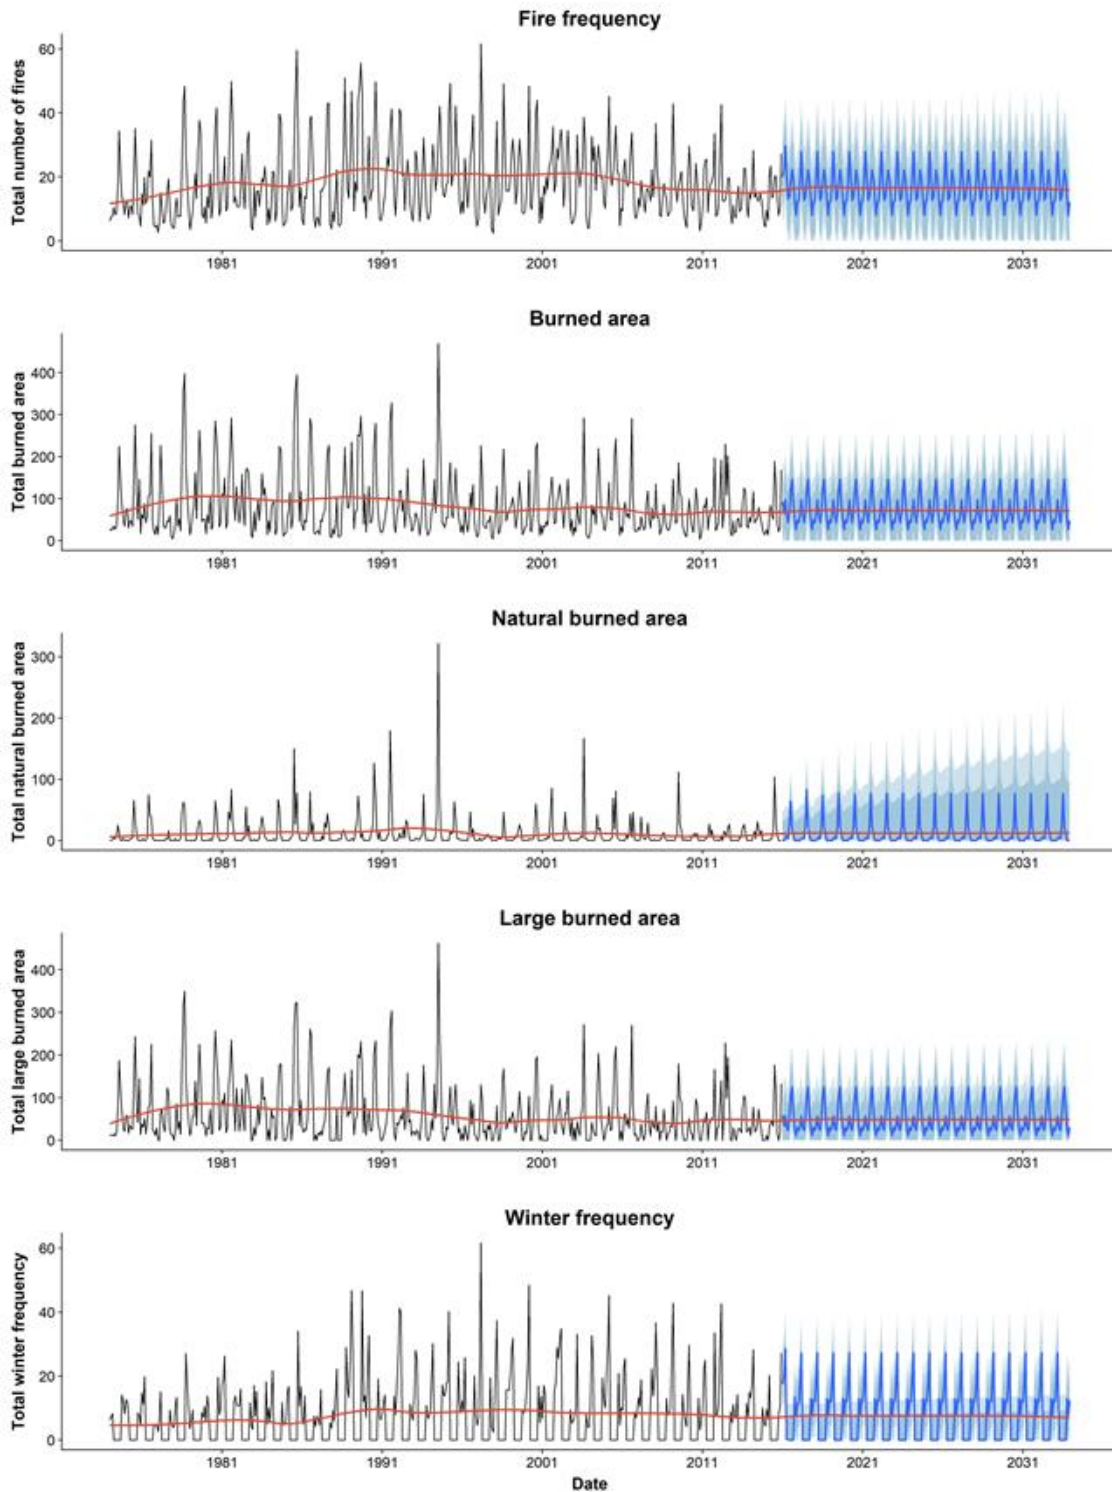 Fire frequency
Total number of fires
60
40
20
0
1981 1991 2001 2011 2021 2031
Burned area
Total burned area
400
300
200
100
0
1981 1991 2001 2011 2021 2031
Natural burned area
Total natural burned area
300
200
100
0
1981 1991 2001 2011 2021 2031
Large burned area
Total large burned area
400
300
200
100
0
1981 1991 2001 2011 2021 2031
Winter frequency
Total winter frequency
60
40
20
0
1981 1991 2001 2011 2021 2031
Date